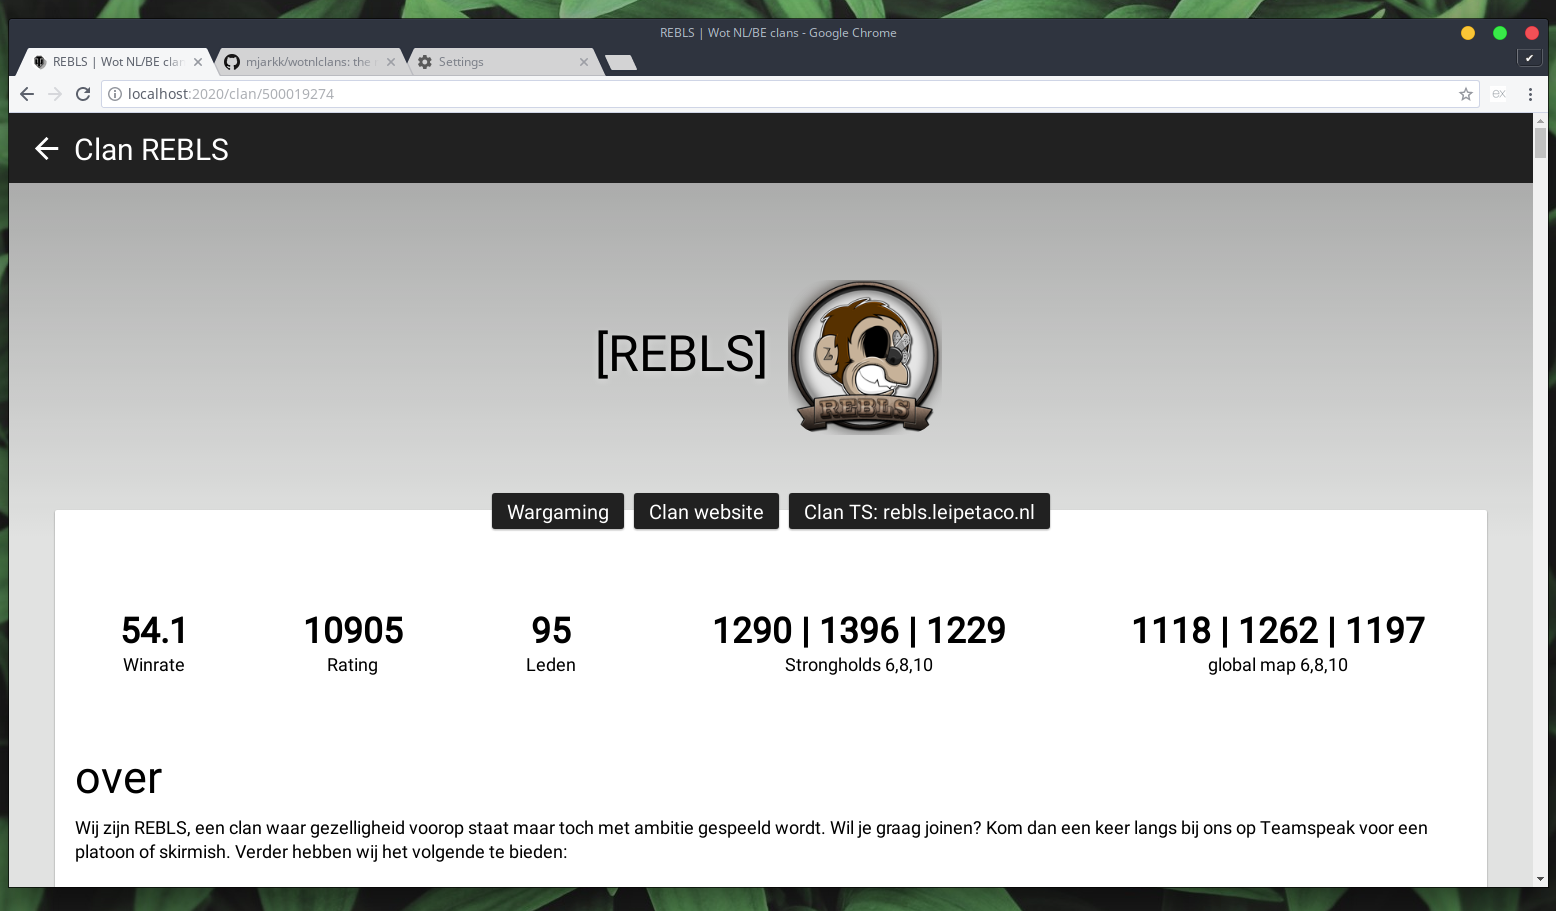 REBLS | Wot NL/BE clans - Google Chrome
REBLS | Wot NL/BE clan
mjarkk/wotnlclans: the
Settings
localhost:2020/clan/500019274
ex
Clan REBLS
[REBLS]
REBLS
Wargaming
Clan website
Clan TS: rebls.leipetaco.nl
54.1
Winrate
10905
Rating
95
Leden
1290 | 1396 | 1229
Strongholds 6,8,10
1118 | 1262 | 1197
global map 6,8,10
over
Wij zijn REBLS, een clan waar gezelligheid voorop staat maar toch met ambitie gespeeld wordt. Wil je graag joinen? Kom dan een keer langs bij ons op Teamspeak voor een
platoon of skirmish. Verder hebben wij het volgende te bieden: